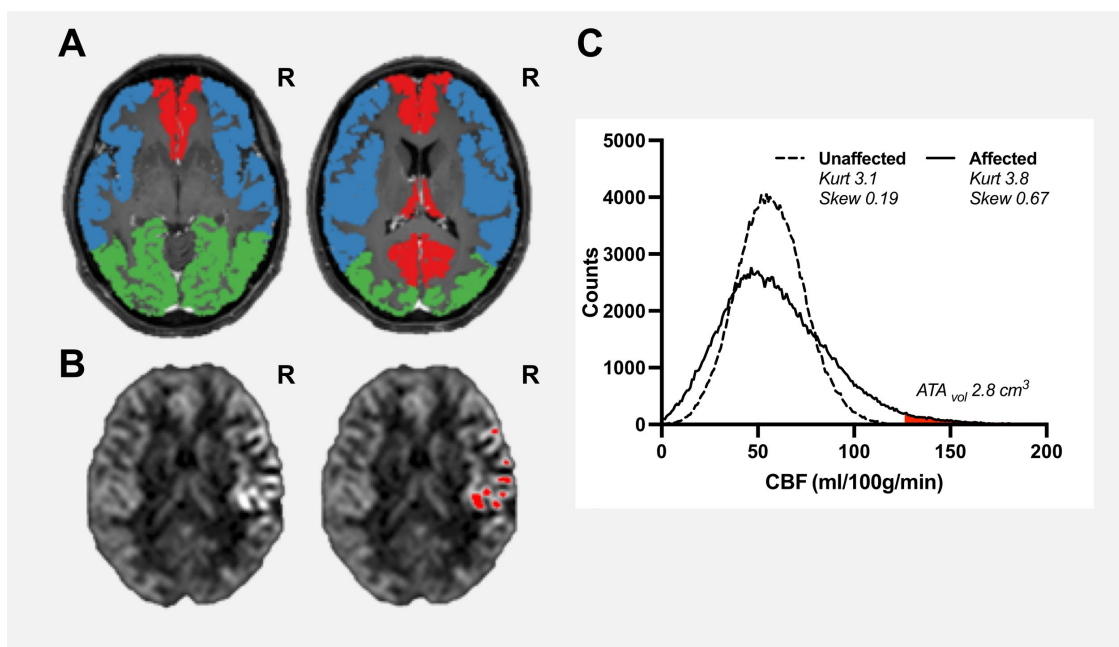 A
R
R
B
R
R
C
Unaffected
Kurt 3.1
Skew 0.19
Affected
Kurt 3.8
Skew 0.67
5000
4000
3000
2000
1000
0
Counts
ATA vol 2.8 cm³
0 50 100 150 200
CBF (ml/100g/min)